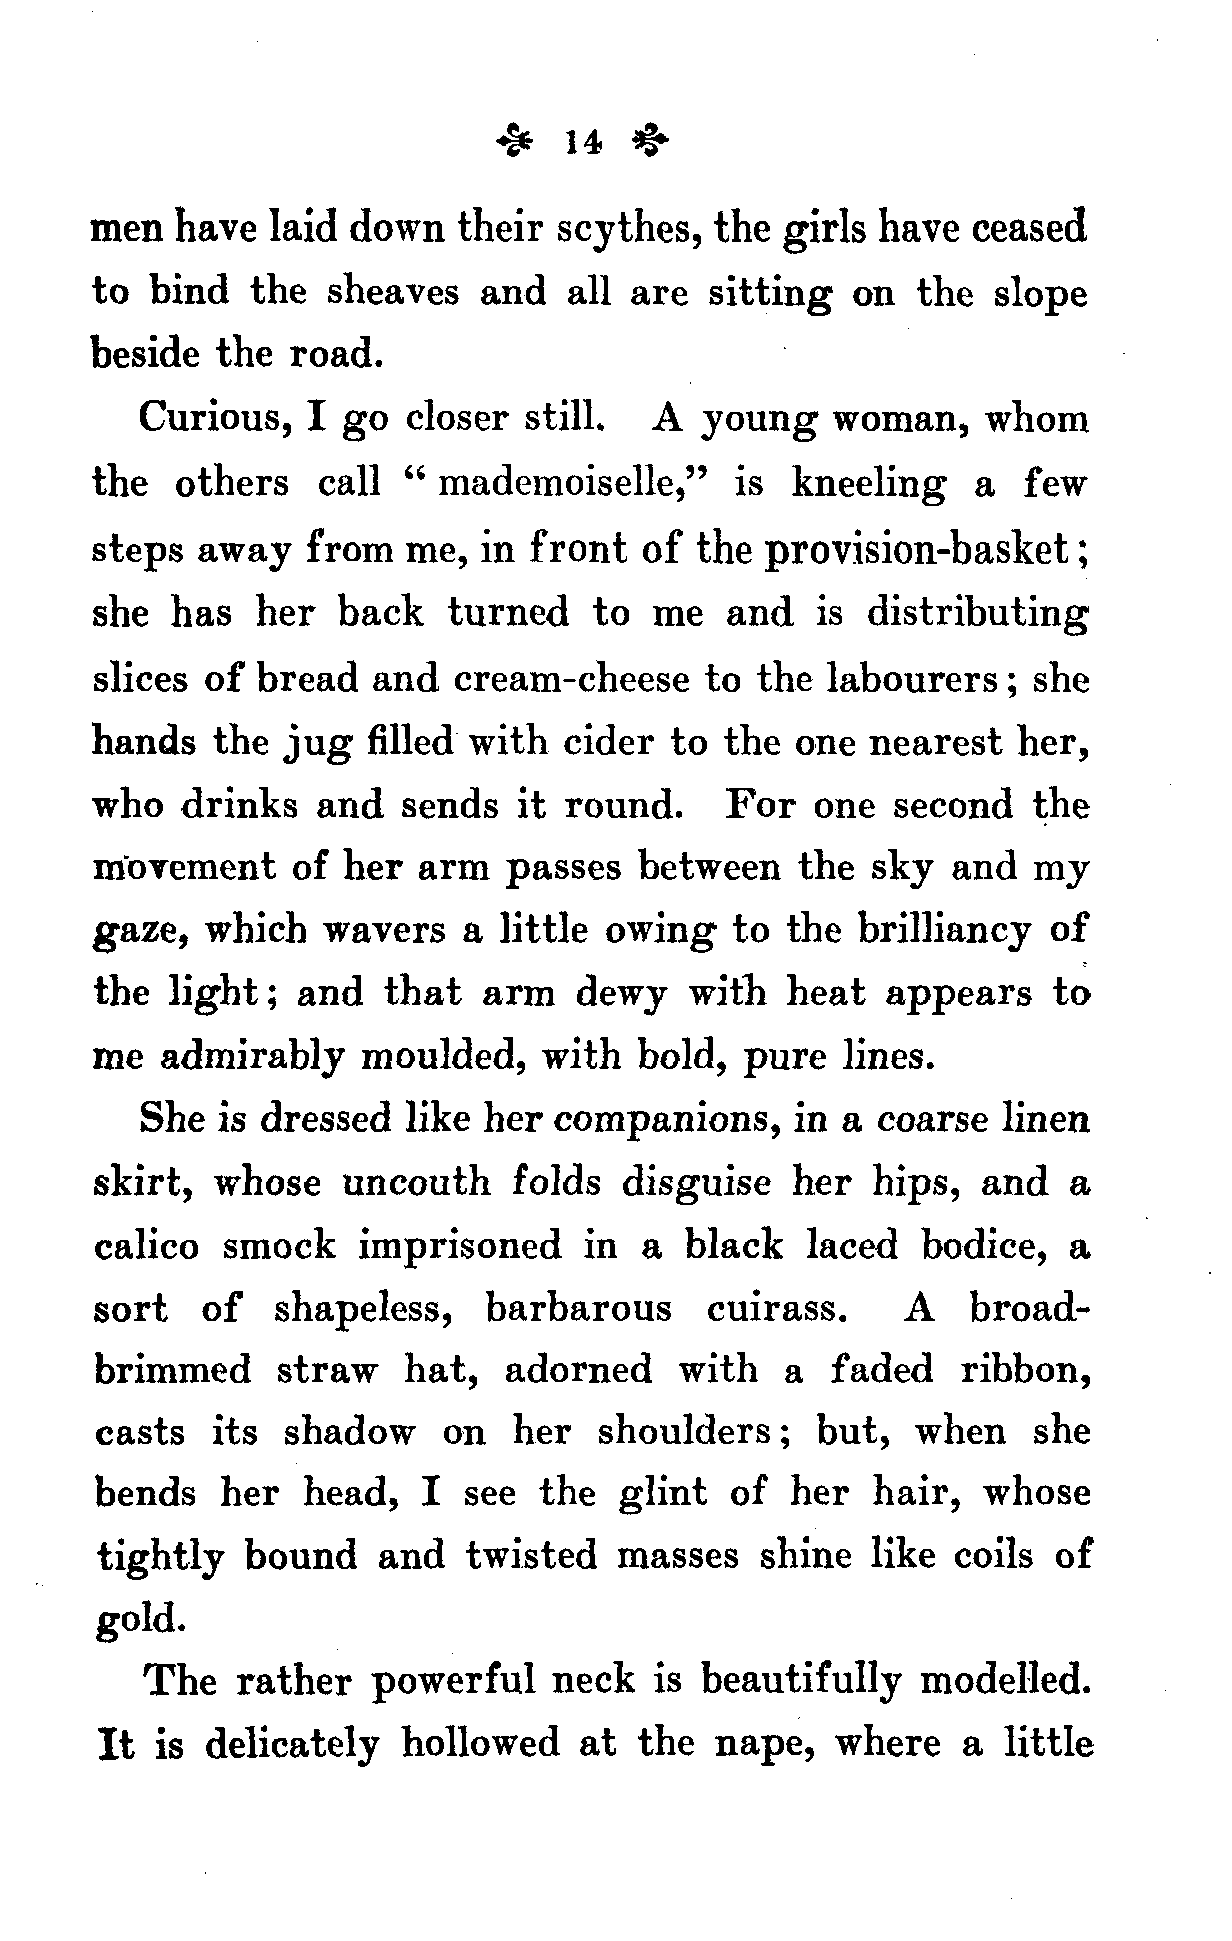 14
men have laid down their scythes, the girls have ceased
to bind the sheaves and all are sitting on the slope
beside the road.
Curious, I go closer still. A young woman, whom
the others call “ mademoiselle,” is kneeling a few
steps away from me, in front of the provision-basket ;
she has her back turned to me and is distributing
slices of bread and cream-cheese to the labourers ; she
hands the jug filled with cider to the one nearest her,
who drinks and sends it round. For one second the
movement of her arm passes between the sky and my
gaze, which wavers a little owing to the brilliancy of
the light ; and that arm dewy with heat appears to
me admirably moulded, with bold, pure lines.
She is dressed like her companions, in a coarse linen
skirt, whose uncouth folds disguise her hips, and a
calico smock imprisoned in a black laced bodice, a
sort of shapeless, barbarous cuirass. A broad-
brimmed straw hat, adorned with a faded ribbon,
casts its shadow on her shoulders ; but, when she
bends her head, I see the glint of her hair, whose
tightly bound and twisted masses shine like coils of
gold.
The rather powerful neck is beautifully modelled.
It is delicately hollowed at the nape, where a little